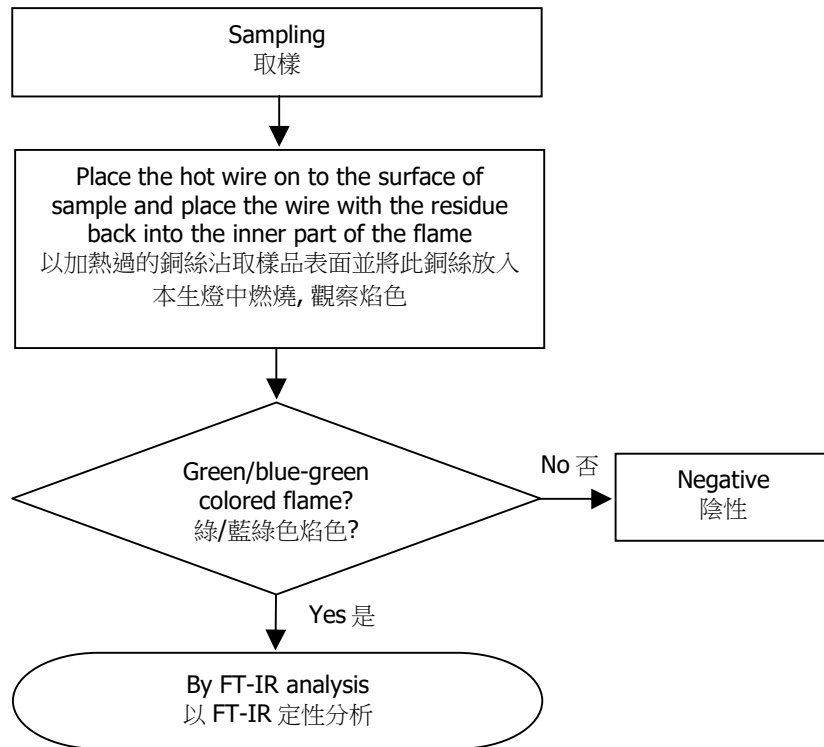 Sampling
取樣
Place the hot wire on to the surface of
sample and place the wire with the residue
back into the inner part of the flame
以加熱過的銅絲沾取樣品表面並將此銅絲放入
本生燈中燃燒, 觀察焰色
Green/blue-green
colored flame?
綠/藍綠色焰色?
No 否
Negative
陰性
Yes 是
By FT-IR analysis
以 FT-IR 定性分析